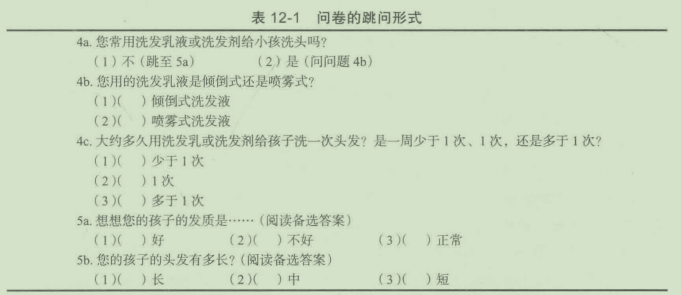 表 12-1 问卷的跳问形式
4a. 您常用洗发乳液或洗发剂给小孩洗头吗？
（1）不（跳至 5a） （2）是（问问题 4b）
4b. 您用的洗发乳液是倾倒式还是喷雾式？
（1）（ ）倾倒式洗发液
（2）（ ）喷雾式洗发液
4c. 大约多久用洗发乳或洗发剂给孩子洗一次头发？是一周少于 1 次、1 次，还是多于 1 次？
（1）（ ）少于 1 次
（2）（ ）1 次
（3）（ ）多于 1 次
5a. 想想您的孩子的发质是……（阅读备选答案）
（1）（ ）好 （2）（ ）不好 （3）（ ）正常
5b. 您的孩子的头发有多长？（阅读备选答案）
（1）（ ）长 （2）（ ）中 （3）（ ）短